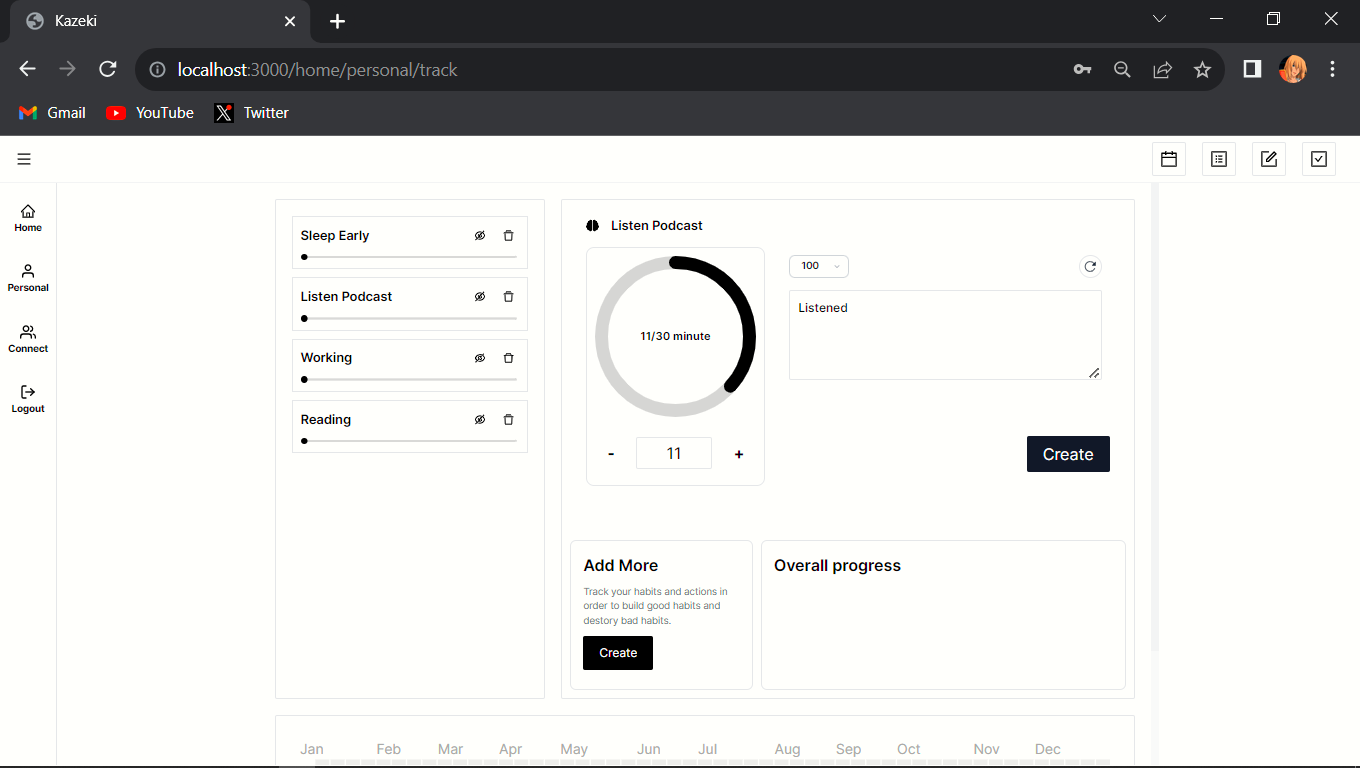 Kazeki
localhost:3000/home/personal/track
Gmail YouTube Twitter
Home
Personal
Connect
Logout
Sleep Early
Listen Podcast
Working
Reading
Listen Podcast
11/30 minute
- 11 +
100
Listened
Create
Add More
Track your habits and actions in
order to build good habits and
destory bad habits.
Create
Overall progress
Jan Feb Mar Apr May Jun Jul Aug Sep Oct Nov Dec